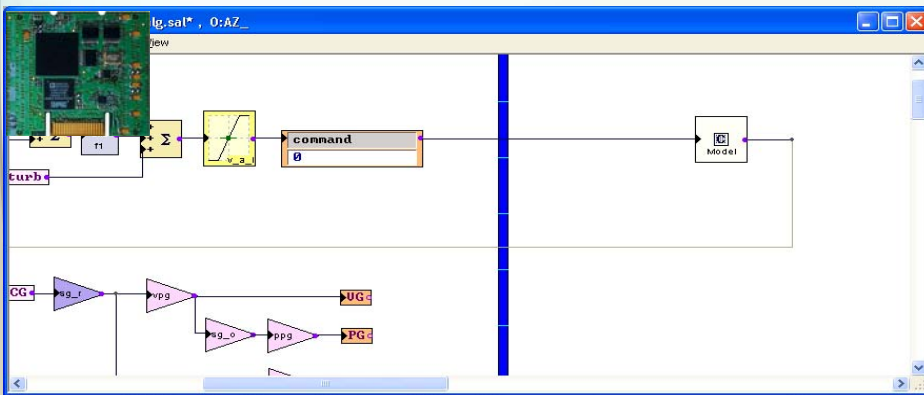 lg.sal* , O:AZ_
iew
Σ
f1
Σ
v_a_l
command
0
C
Model
turb
CG
sg_r
vpg
UG
sg_o
ppg
PG